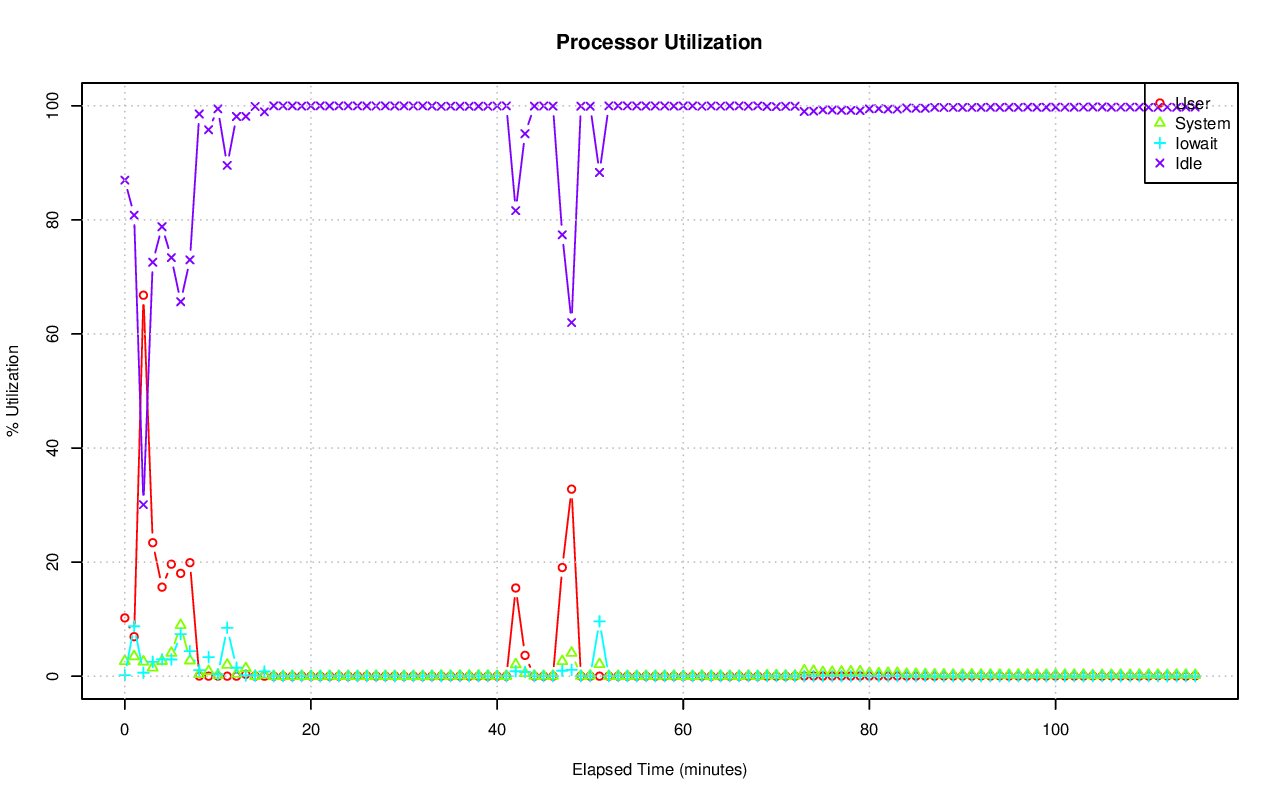 Processor Utilization
% Utilization
100
80
60
40
20
0
User
System
Iowait
Idle
0 20 40 60 80 100
Elapsed Time (minutes)